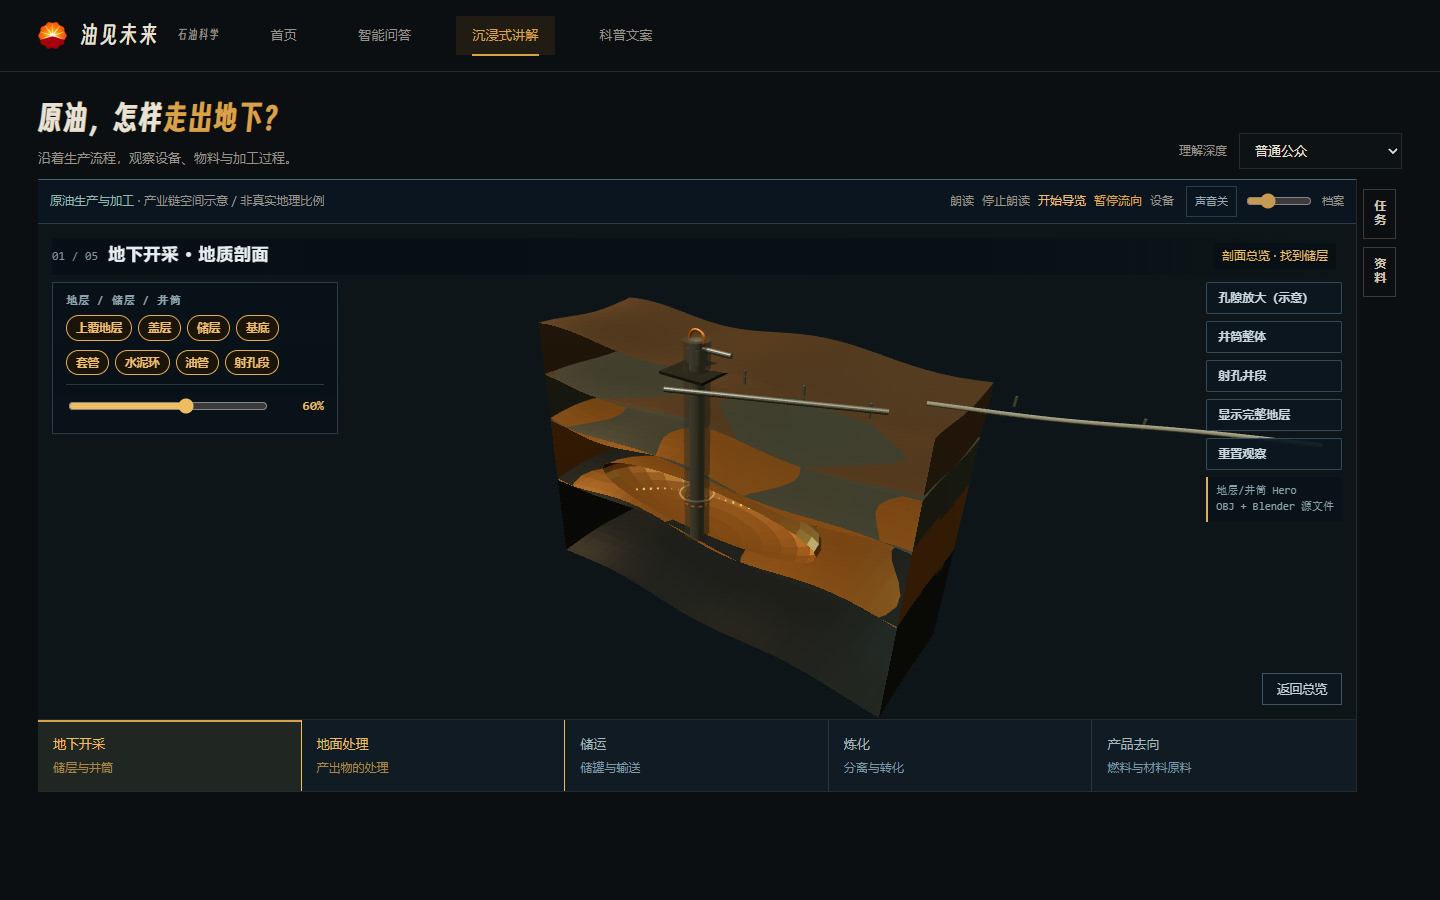 油见未来 石油科学 首页 智能问答 沉浸式讲解 科普文案
原油，怎样走出地下？
沿着生产流程，观察设备、物料与加工过程。
理解深度 普通公众
原油生产与加工 · 产业链空间示意 / 非真实地理比例
朗读 停止朗读 开始导览 暂停流向 设备 声音关 档案
任务
资料
01 / 05 地下开采 • 地质剖面
剖面总览 · 找到储层
地层 / 储层 / 井筒
上覆地层 盖层 储层 基底
套管 水泥环 油管 射孔段
60%
孔隙放大（示意）
井筒整体
射孔井段
显示完整地层
重置观察
地层/井筒 Hero
OBJ + Blender 源文件
返回总览
地下开采
储层与井筒
地面处理
产出物的处理
储运
储罐与输送
炼化
分离与转化
产品去向
燃料与材料原料